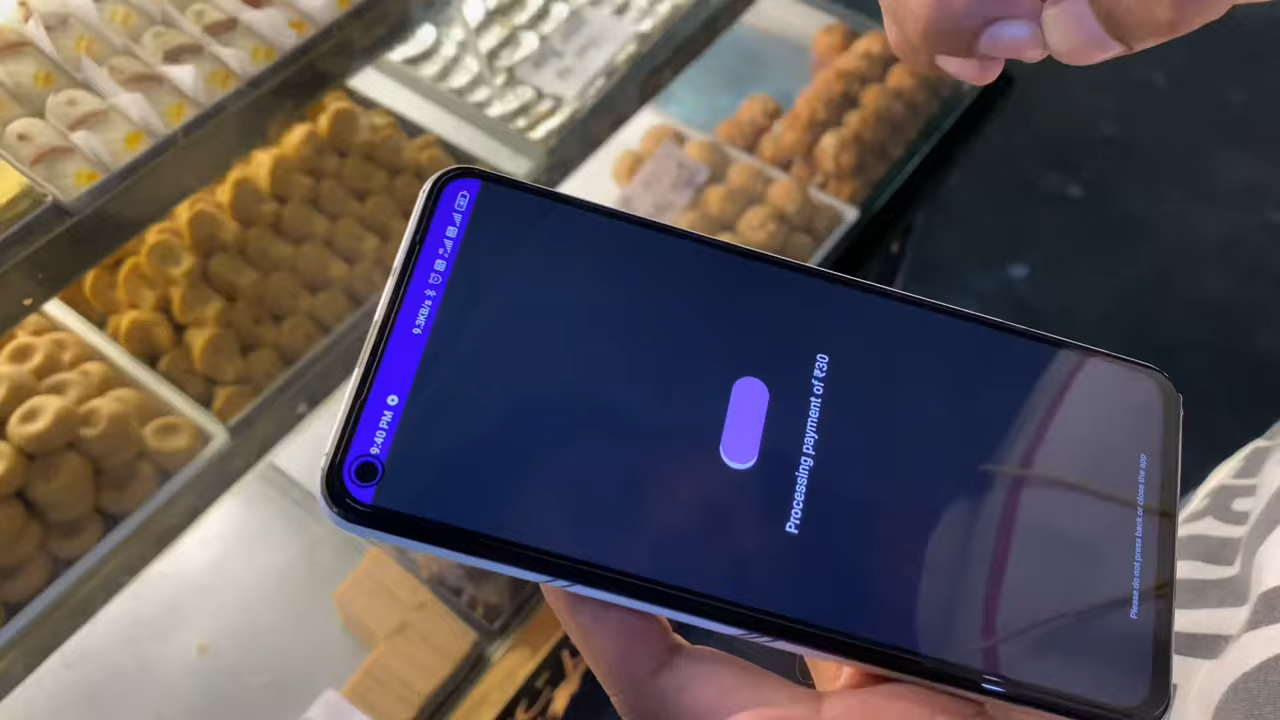 9:40 PM
9.3KB/s
Processing payment of ₹30
Please do not press back or close the app